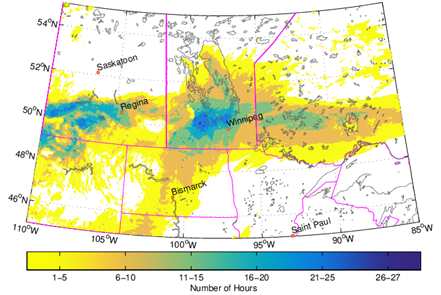 54°N
Saskatoon
52°N
Regina
50°N
Winnipeg
48°N
Bismarck
46°N
Saint Paul
110°W
105°W
100°W
95°W
90°W
85°W
1−5
6−10
11−15
16−20
21−25
26−27
Number of Hours